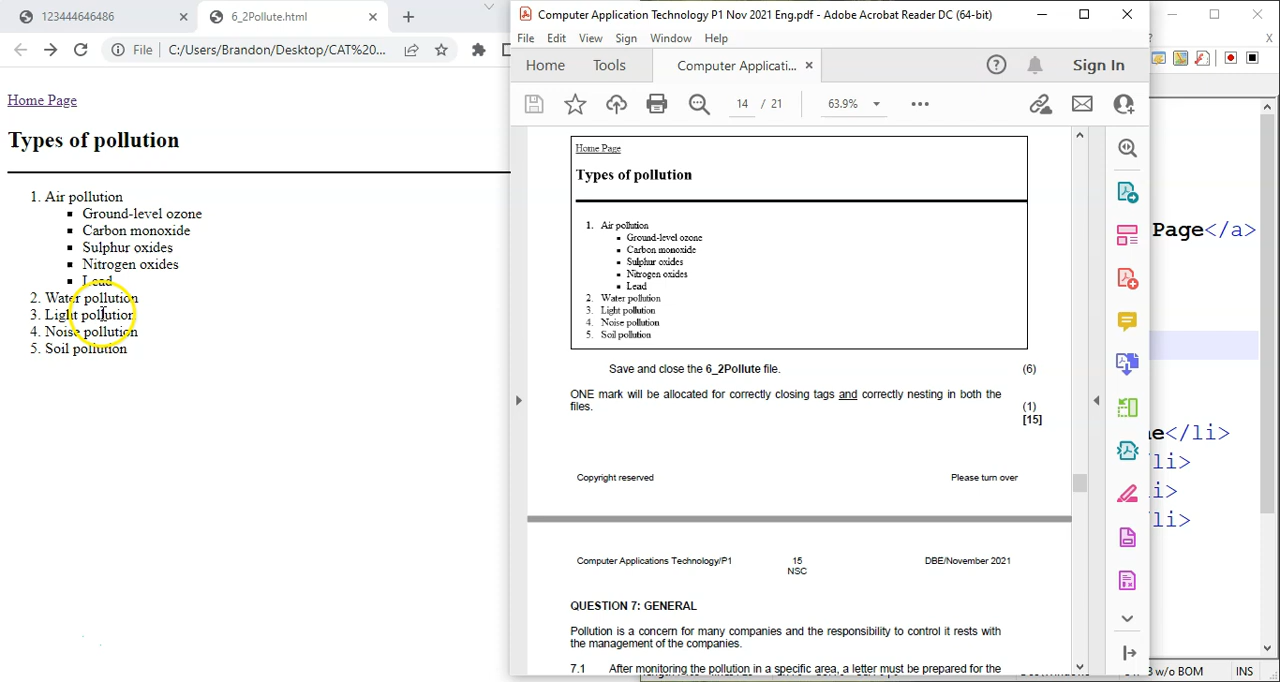 123444646486
6_2Pollute.html
File
C:/Users/Brandon/Desktop/CAT%20...
Home Page
Types of pollution
1. Air pollution
Ground-level ozone
Carbon monoxide
Sulphur oxides
Nitrogen oxides
Lead
2. Water pollution
3. Light pollution
4. Noise pollution
5. Soil pollution
Computer Application Technology P1 Nov 2021 Eng.pdf - Adobe Acrobat Reader DC (64-bit)
File Edit View Sign Window Help
Home Tools Computer Applicati... Sign In
14 / 21 63.9%
Home Page
Types of pollution
1. Air pollution
Ground-level ozone
Carbon monoxide
Sulphur oxides
Nitrogen oxides
Lead
2. Water pollution
3. Light pollution
4. Noise pollution
5. Soil pollution
Save and close the 6_2Pollute file. (6)
ONE mark will be allocated for correctly closing tags and correctly nesting in both the
files. (1)
[15]
Copyright reserved Please turn over
Computer Applications Technology/P1 15 DBE/November 2021
NSC
QUESTION 7: GENERAL
Pollution is a concern for many companies and the responsibility to control it rests with
the management of the companies.
7.1 After monitoring the pollution in a specific area, a letter must be prepared for the
X
Page</a>
ne</li>
/li>
i>
/li>
w/o BOM INS